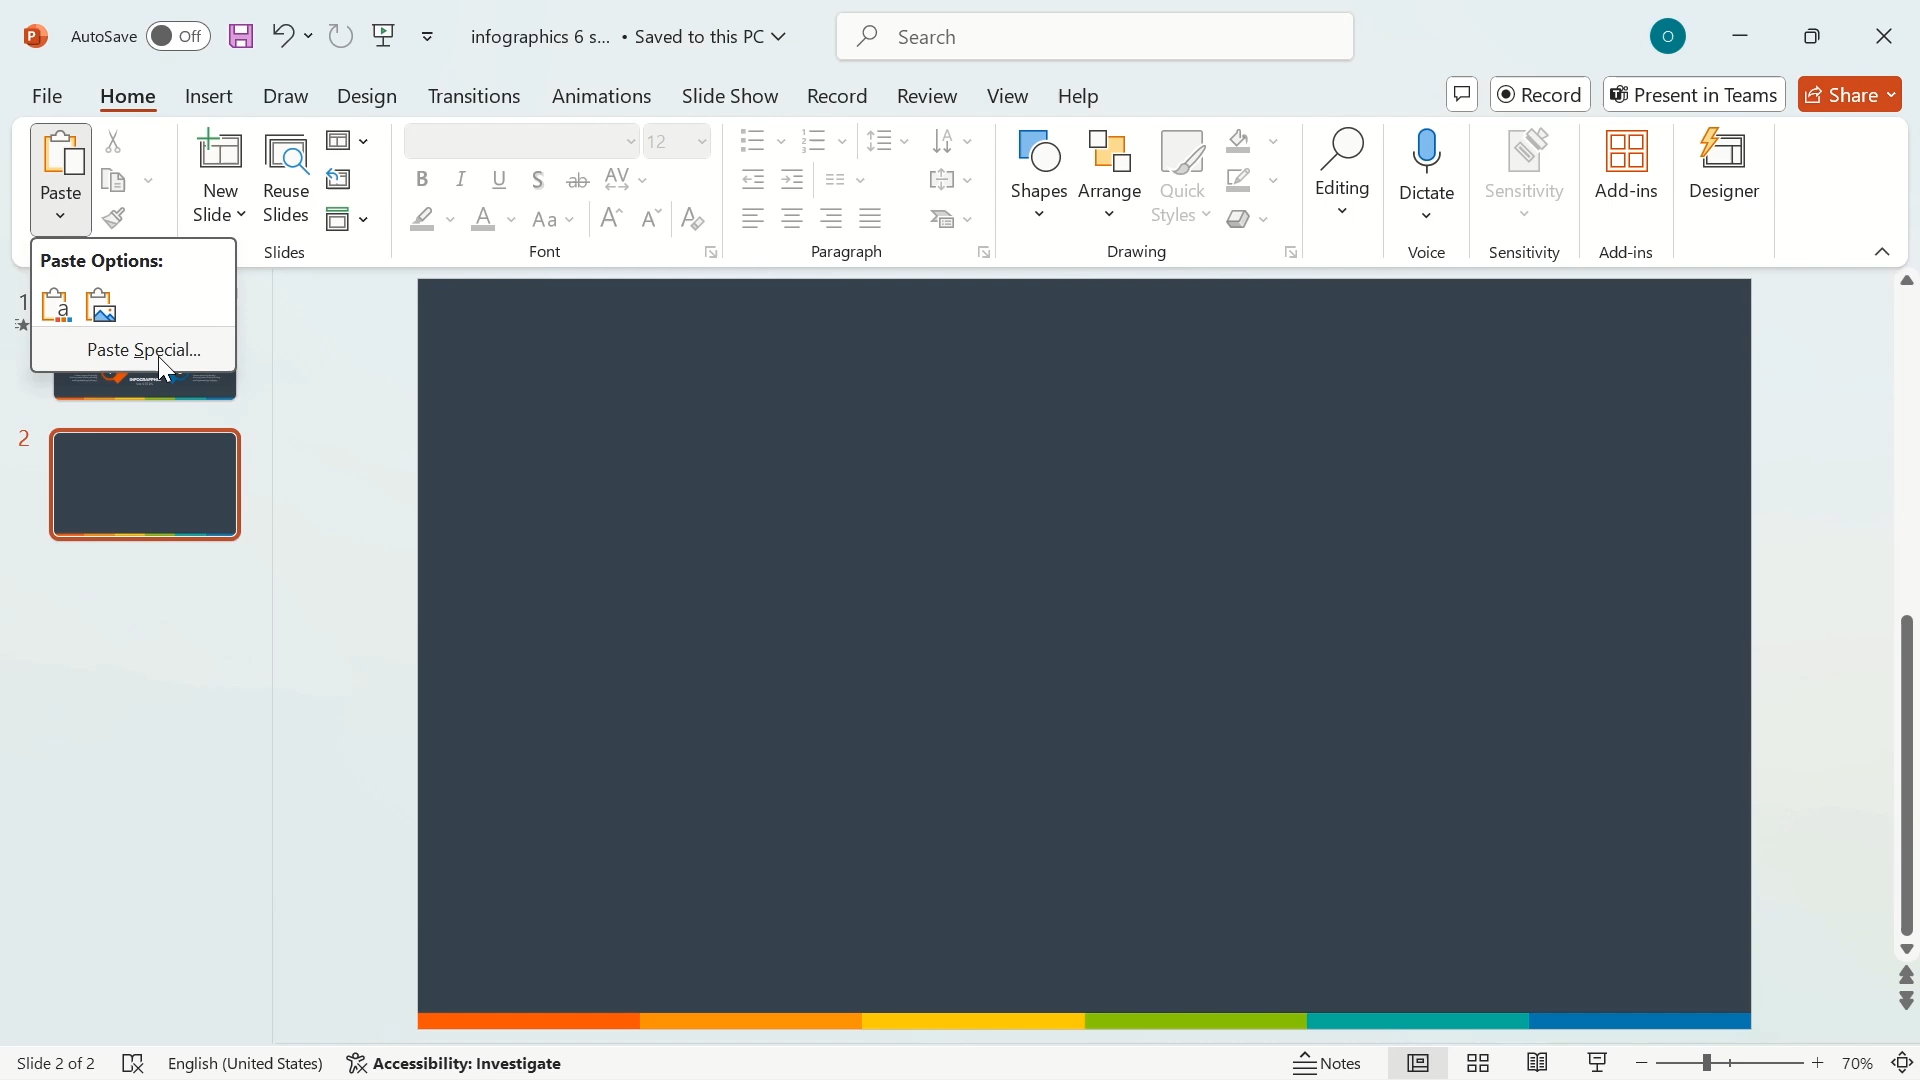 AutoSave Off infographics 6 s... • Saved to this PC Search O
File Home Insert Draw Design Transitions Animations Slide Show Record Review View Help Record Present in Teams Share
Paste
New
Slide
Reuse
Slides
12
B I U S ab AV
A Aa A A A
Shapes
Arrange
Quick
Styles
Editing
Dictate
Sensitivity
Add-ins
Designer
Slides Font Paragraph Drawing Voice Sensitivity Add-ins
Paste Options:
Paste Special...
1
2
Slide 2 of 2 English (United States) Accessibility: Investigate Notes 70%